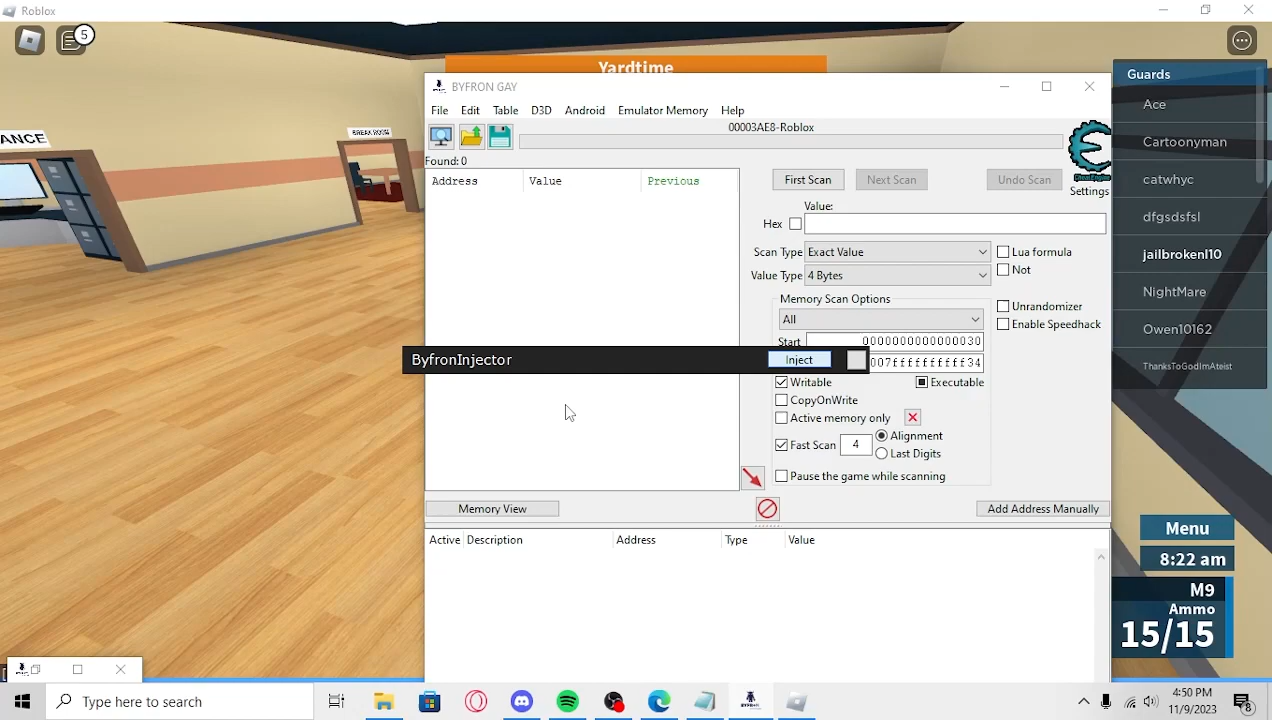 Roblox
5
Yardtime
Guards
Ace
Cartoonyman
catwhyc
dfgsdsfsl
jailbrokenl10
NightMare
Owen10162
ThanksToGodImAteist
ANCE
BREAK ROOM
BYFRON GAY
File Edit Table D3D Android Emulator Memory Help
00003AE8-Roblox
Found: 0
Address Value Previous
First Scan Next Scan Undo Scan
Settings
Value:
Hex
Scan Type Exact Value Lua formula
Not
Value Type 4 Bytes
Memory Scan Options
All
Unrandomizer
Enable Speedhack
Start 0000000000000030
ByfronInjector Inject
007fffffffffff34
Writable Executable
CopyOnWrite
Active memory only
Fast Scan 4 Alignment
Last Digits
Pause the game while scanning
Memory View Add Address Manually
Active Description Address Type Value
Menu
8:22 am
M9
Ammo
15/15
Type here to search
4:50 PM
11/9/2023
8